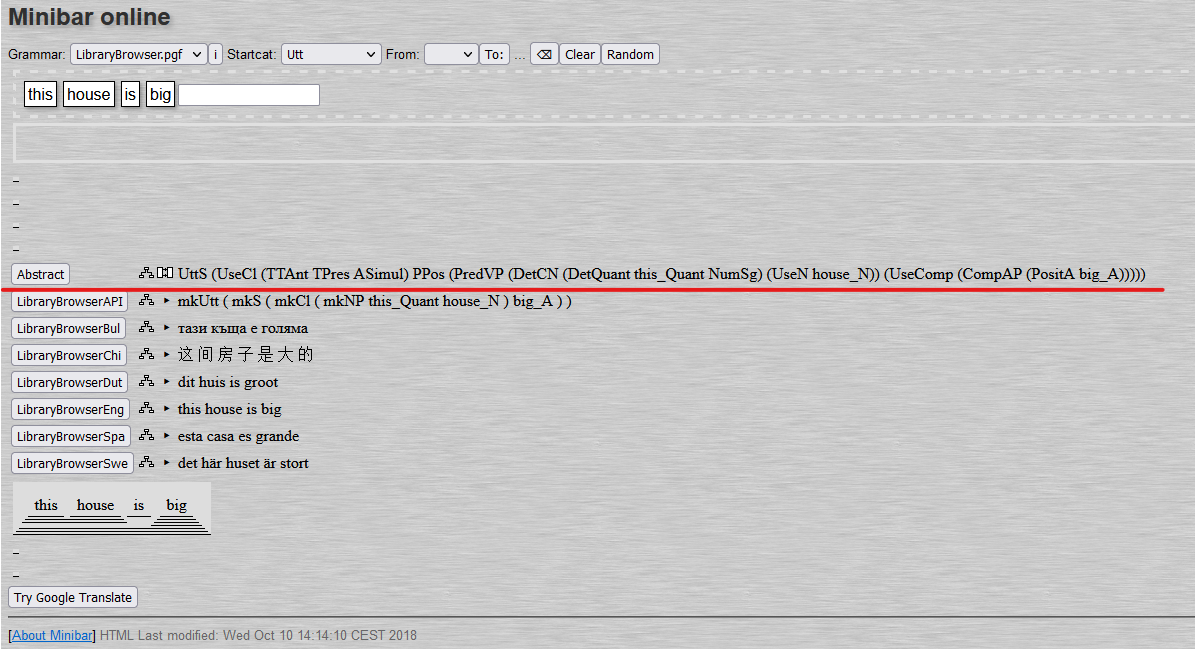 Minibar online
Grammar: LibraryBrowser.pgf i Startcat: Utt From: To: ... ⌫ Clear Random
this house is big
Abstract UttS (UseCl (TTAnt TPres ASimul) PPos (PredVP (DetCN (DetQuant this_Quant NumSg) (UseN house_N)) (UseComp (CompAP (PositA big_A)))))
LibraryBrowserAPI mkUtt ( mkS ( mkCl ( mkNP this_Quant house_N ) big_A ) )
LibraryBrowserBul тази къща е голяма
LibraryBrowserChi 这 间 房 子 是 大 的
LibraryBrowserDut dit huis is groot
LibraryBrowserEng this house is big
LibraryBrowserSpa esta casa es grande
LibraryBrowserSwe det här huset är stort
this house is big
Try Google Translate
[About Minibar] HTML Last modified: Wed Oct 10 14:14:10 CEST 2018